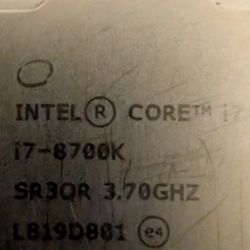 INTEL® CORE™ i7
i7-8700K
SR3QR 3.70GHZ
L819D801 e4